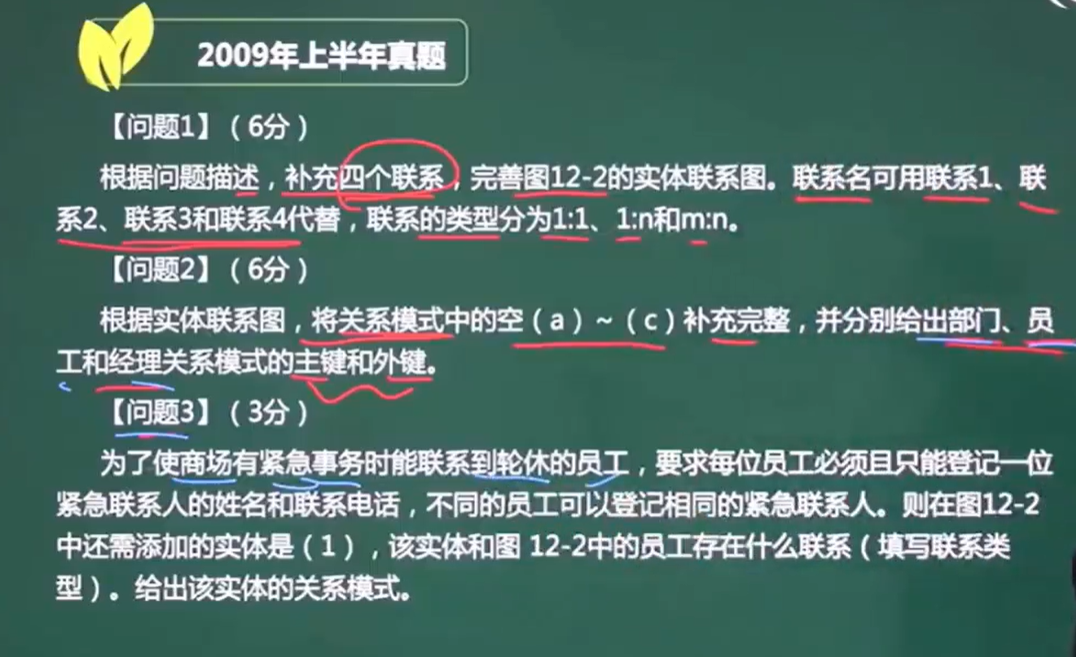 2009年上半年真题
【问题1】（6分）
根据问题描述，补充四个联系，完善图12-2的实体联系图。联系名可用联系1、联
系2、联系3和联系4代替，联系的类型分为1:1、1:n和m:n。
【问题2】（6分）
根据实体联系图，将关系模式中的空（a）~（c）补充完整，并分别给出部门、员
工和经理关系模式的主键和外键。
【问题3】（3分）
为了使商场有紧急事务时能联系到轮休的员工，要求每位员工必须且只能登记一位
紧急联系人的姓名和联系电话，不同的员工可以登记相同的紧急联系人。则在图12-2
中还需添加的实体是（1），该实体和图 12-2中的员工存在什么联系（填写联系类
型）。给出该实体的关系模式。